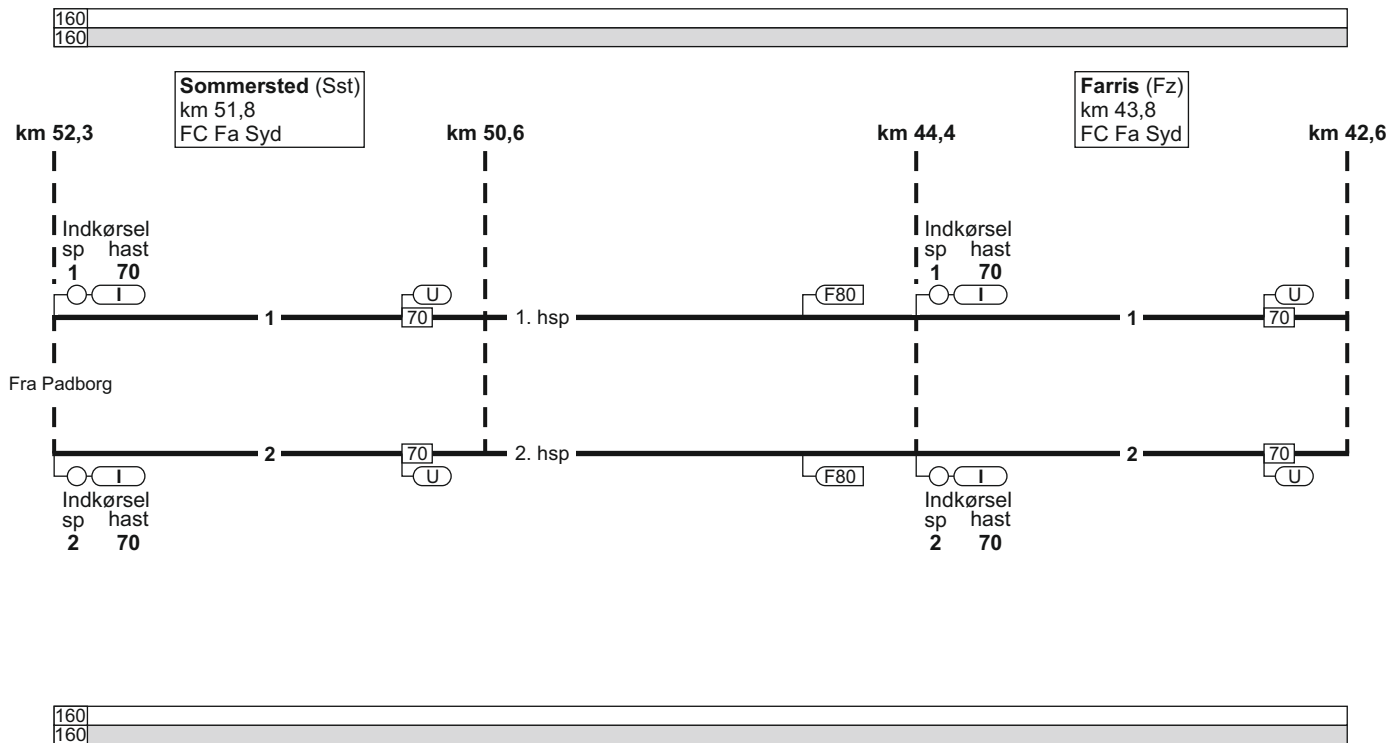 160
160
Sommersted (Sst)
km 51,8
FC Fa Syd
Farris (Fz)
km 43,8
FC Fa Syd
km 52,3
km 50,6
km 44,4
km 42,6
Indkørsel
sp hast
1 70
I
U
Indkørsel
sp hast
1 70
F80
I
U
1
70
1. hsp
1
70
Fra Padborg
2
70
2. hsp
2
70
I
U
F80
I
U
Indkørsel
sp hast
2 70
Indkørsel
sp hast
2 70
160
160